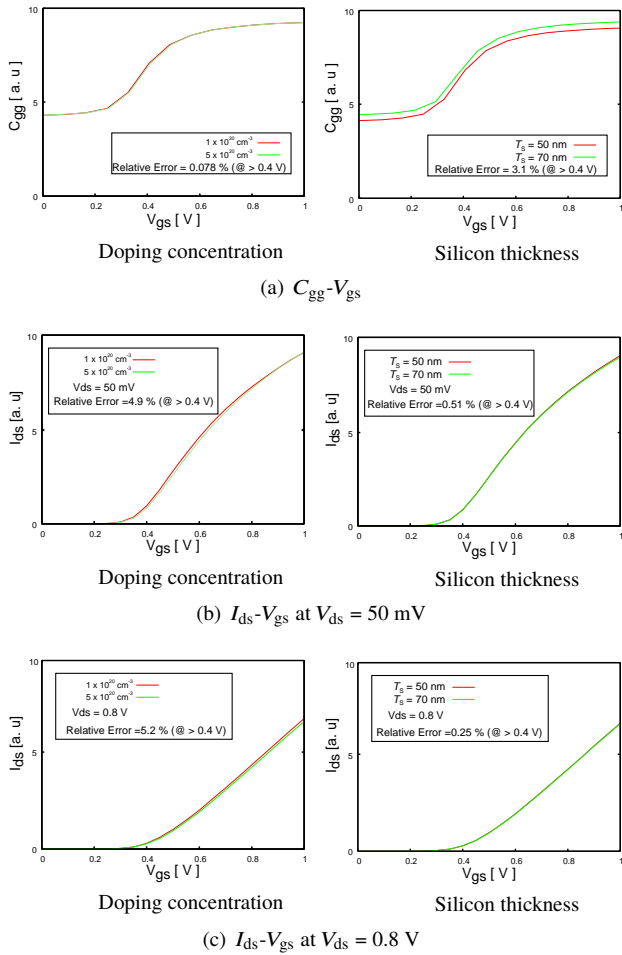 10
5
0
C_gg [ a. u]
1 x 10^20 cm^-3
5 x 10^20 cm^-3
Relative Error = 0.078 % (@ > 0.4 V)
0 0.2 0.4 0.6 0.8 1
V_gs [ V ]
Doping concentration
10
5
0
T_S = 50 nm
T_S = 70 nm
Relative Error = 3.1 % (@ > 0.4 V)
0 0.2 0.4 0.6 0.8 1
V_gs [ V ]
Silicon thickness
(a) C_gg-V_gs
10
5
0
I_ds [a. u]
1 x 10^20 cm^-3
5 x 10^20 cm^-3
Vds = 50 mV
Relative Error =4.9 % (@ > 0.4 V)
0 0.2 0.4 0.6 0.8 1
V_gs [ V ]
Doping concentration
10
5
0
I_ds [a. u]
T_S = 50 nm
T_S = 70 nm
Vds = 50 mV
Relative Error =0.51 % (@ > 0.4 V)
0 0.2 0.4 0.6 0.8 1
V_gs [ V ]
Silicon thickness
(b) I_ds-V_gs at V_ds = 50 mV
10
5
0
I_ds [a. u]
1 x 10^20 cm^-3
5 x 10^20 cm^-3
Vds = 0.8 V
Relative Error =5.2 % (@ > 0.4 V)
0 0.2 0.4 0.6 0.8 1
V_gs [ V ]
Doping concentration
10
5
0
I_ds [a. u]
T_S = 50 nm
T_S = 70 nm
Vds = 0.8 V
Relative Error =0.25 % (@ > 0.4 V)
0 0.2 0.4 0.6 0.8 1
V_gs [ V ]
Silicon thickness
(c) I_ds-V_gs at V_ds = 0.8 V